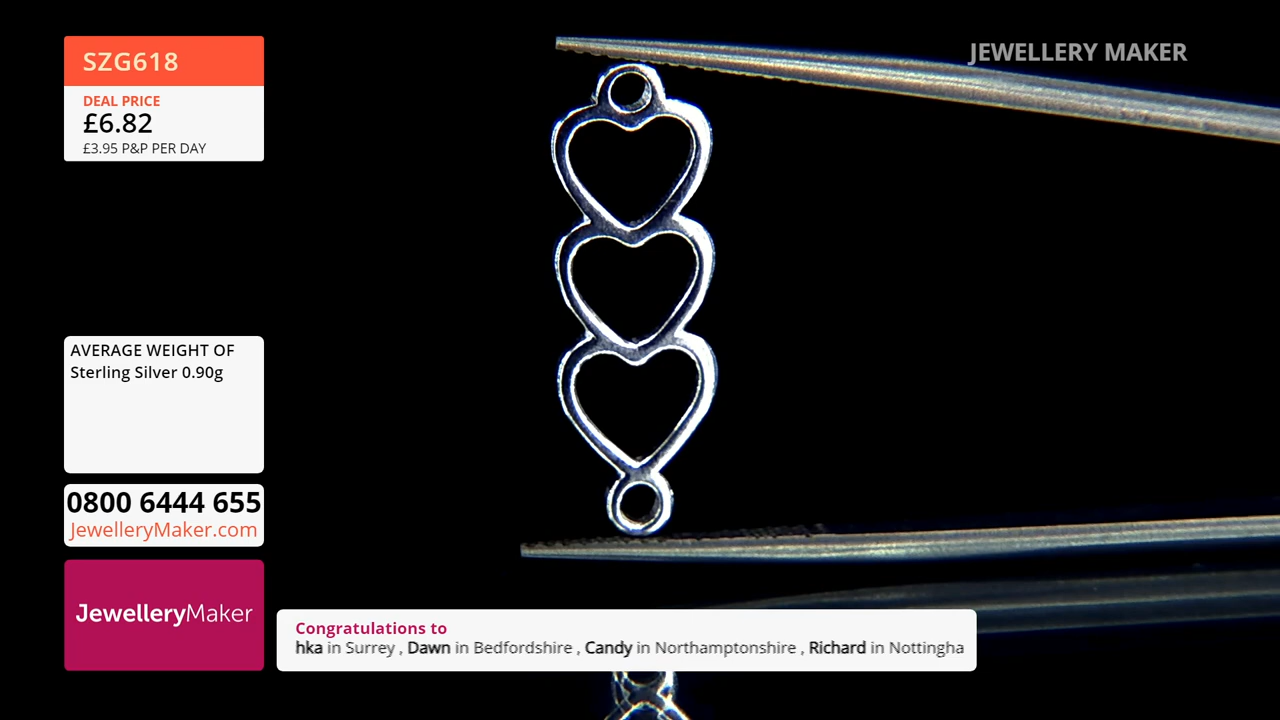 SZG618
DEAL PRICE
£6.82
£3.95 P&P PER DAY
JEWELLERY MAKER
AVERAGE WEIGHT OF
Sterling Silver 0.90g
0800 6444 655
JewelleryMaker.com
JewelleryMaker
Congratulations to
hka in Surrey , Dawn in Bedfordshire , Candy in Northamptonshire , Richard in Nottingha